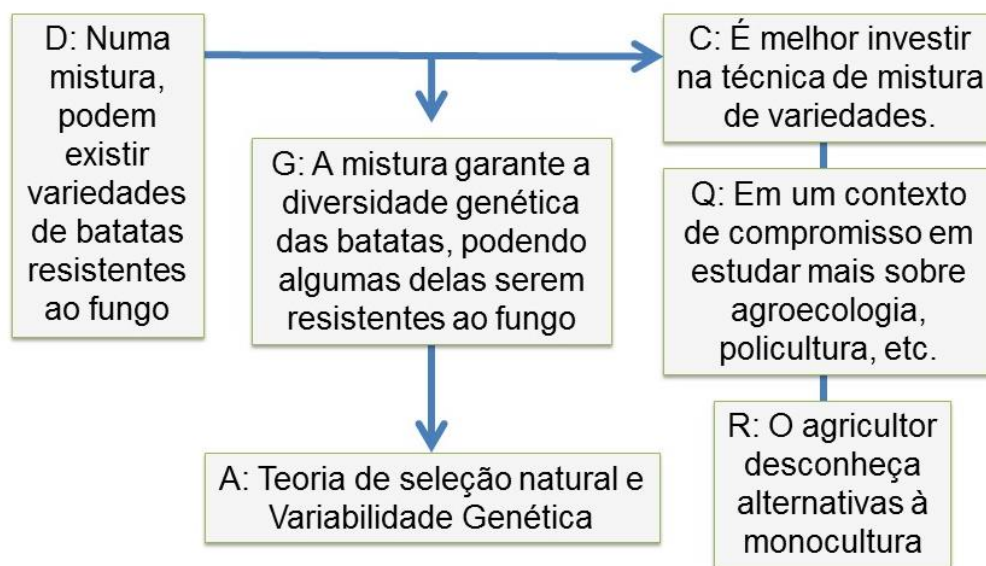 D: Numa
mistura,
podem
existir
variedades
de batatas
resistentes
ao fungo
C: É melhor investir
na técnica de mistura
de variedades.
G: A mistura garante a
diversidade genética
das batatas, podendo
algumas delas serem
resistentes ao fungo
Q: Em um contexto
de compromisso em
estudar mais sobre
agroecologia,
policultura, etc.
A: Teoria de seleção natural e
Variabilidade Genética
R: O agricultor
desconheça
alternativas à
monocultura